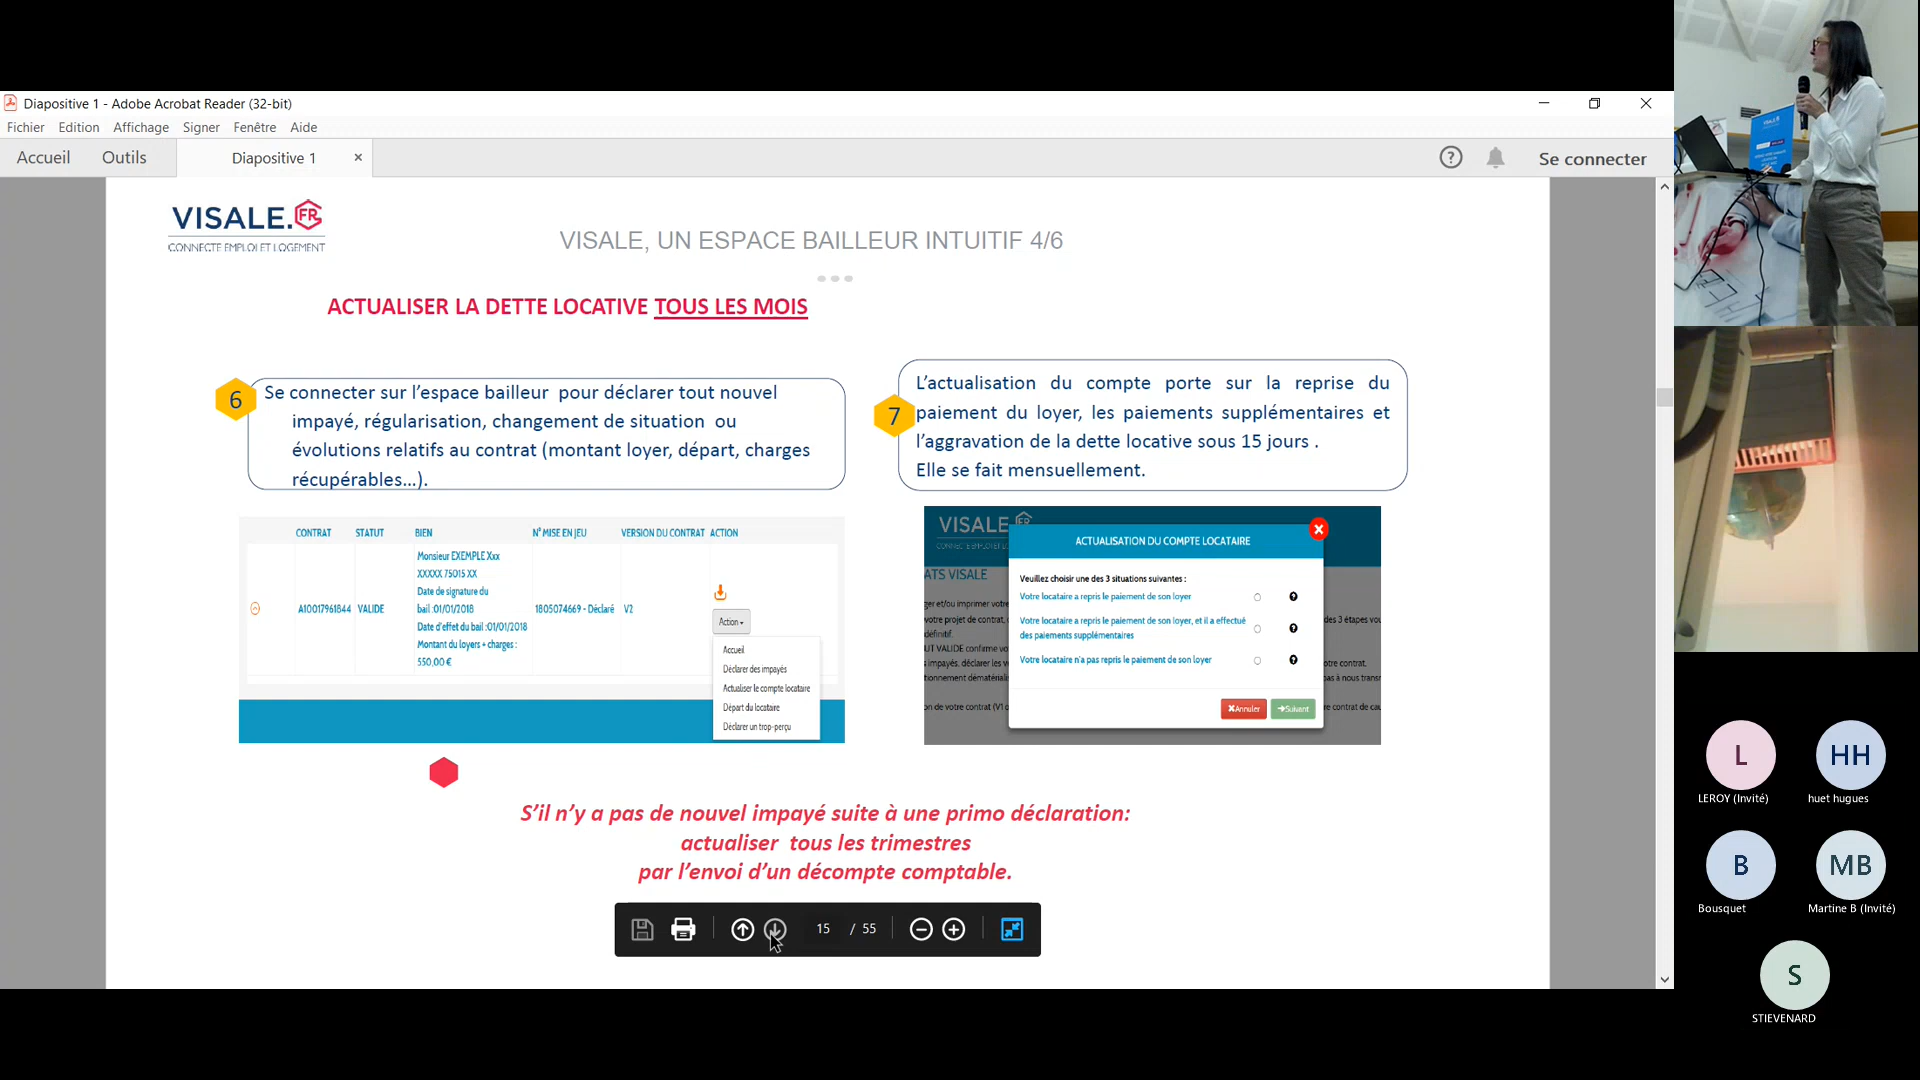 Diapositive 1 - Adobe Acrobat Reader (32-bit)
Fichier Edition Affichage Signer Fenêtre Aide
Accueil Outils Diapositive 1 × Se connecter
VISALE.FR
CONNECTE EMPLOI ET LOGEMENT
VISALE, UN ESPACE BAILLEUR INTUITIF 4/6
ACTUALISER LA DETTE LOCATIVE TOUS LES MOIS
6
Se connecter sur l’espace bailleur pour déclarer tout nouvel
impayé, régularisation, changement de situation ou
évolutions relatifs au contrat (montant loyer, départ, charges
récupérables…).
7
L’actualisation du compte porte sur la reprise du
paiement du loyer, les paiements supplémentaires et
l’aggravation de la dette locative sous 15 jours .
Elle se fait mensuellement.
CONTRAT STATUT BIEN N° MISE EN JEU VERSION DU CONTRAT ACTION
Monsieur EXEMPLE Xxx
XXXXX 75015 XX
Date de signature du
bail :01/01/2018
Date d'effet du bail :01/01/2018
Montant du loyers + charges :
550,00 €
A10017961844 VALIDE 1805074669 - Déclaré V2
Action
Accueil
Déclarer des impayés
Actualiser le compte locataire
Départ du locataire
Déclarer un trop-perçu
VISALE FR
ATS VISALE
ACTUALISATION DU COMPTE LOCATAIRE
Veuillez choisir une des 3 situations suivantes :
Votre locataire a repris le paiement de son loyer
Votre locataire a repris le paiement de son loyer, et il a effectué
des paiements supplémentaires
Votre locataire n'a pas repris le paiement de son loyer
Annuler Suivant
S’il n’y a pas de nouvel impayé suite à une primo déclaration:
actualiser tous les trimestres
par l’envoi d’un décompte comptable.
15 / 55
L
LEROY (Invité)
HH
huet hugues
B
Bousquet
MB
Martine B (Invité)
S
STIEVENARD